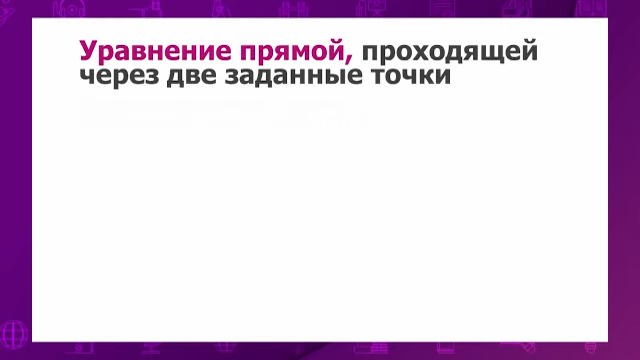 Уравнение прямой, проходящей
через две заданные точки